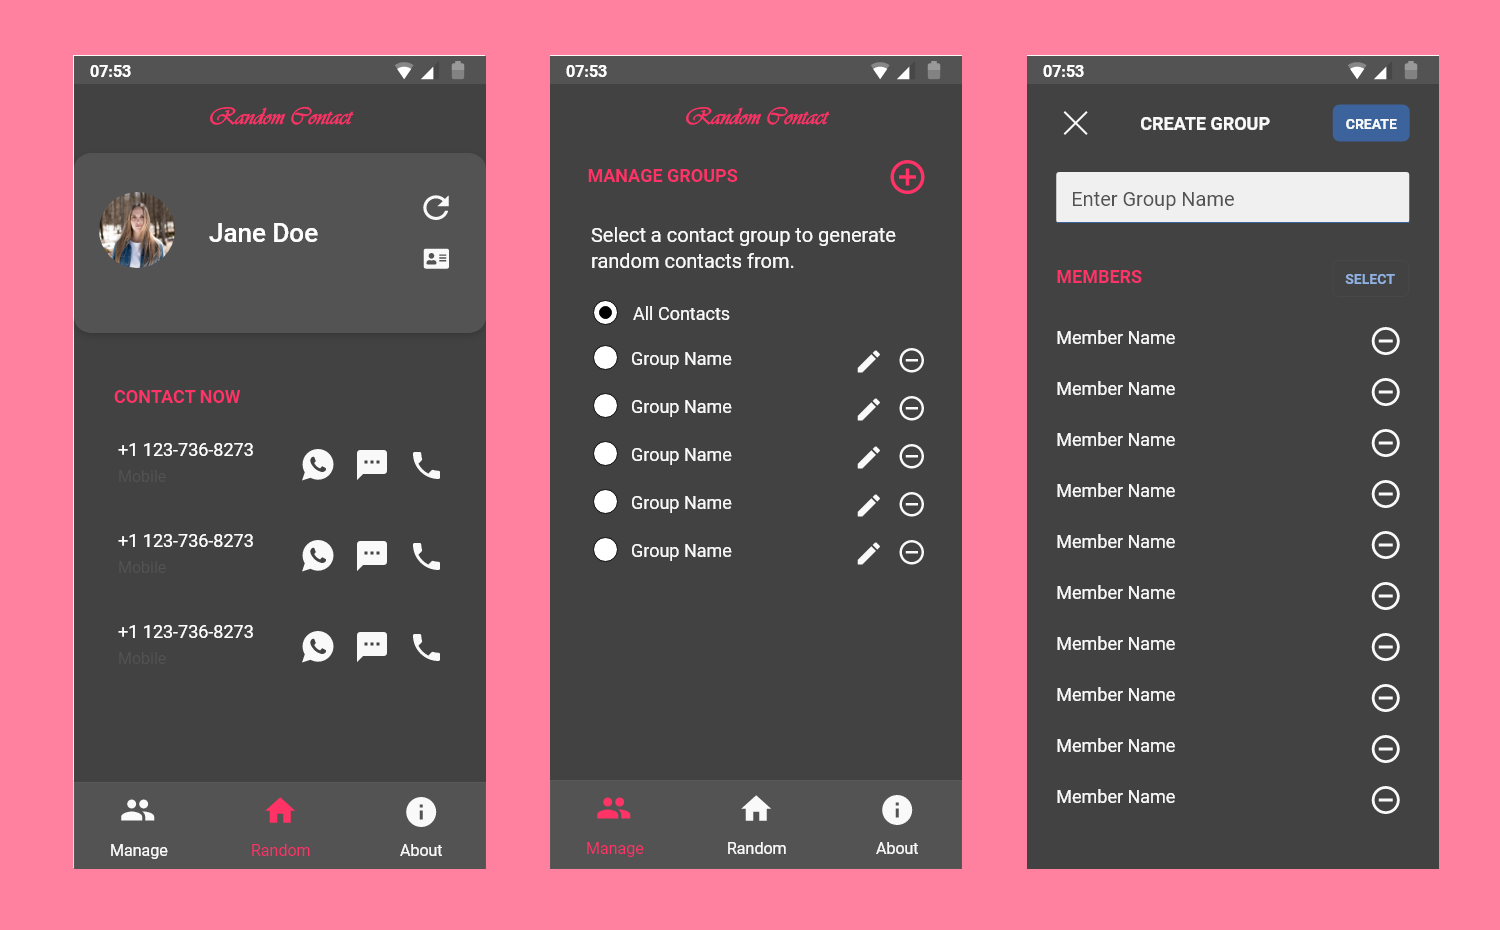 07:53
Random Contact
Jane Doe
CONTACT NOW
+1 123-736-8273
Mobile
+1 123-736-8273
Mobile
+1 123-736-8273
Mobile
Manage
Random
About
07:53
Random Contact
MANAGE GROUPS
Select a contact group to generate
random contacts from.
All Contacts
Group Name
Group Name
Group Name
Group Name
Group Name
Manage
Random
About
07:53
CREATE GROUP
CREATE
Enter Group Name
MEMBERS
SELECT
Member Name
Member Name
Member Name
Member Name
Member Name
Member Name
Member Name
Member Name
Member Name
Member Name